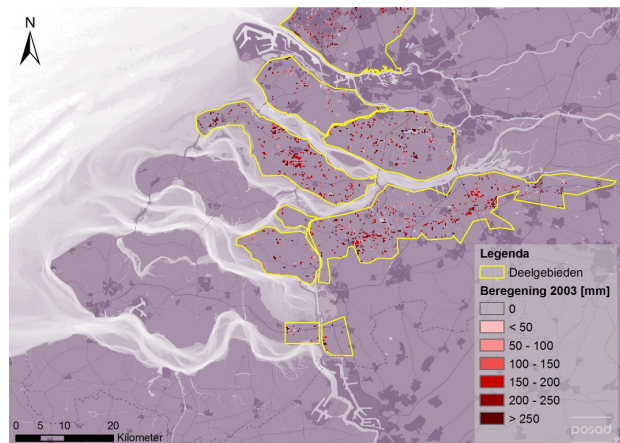 N
Legenda
Deelgebieden
Beregening 2003 [mm]
0
< 50
50 - 100
100 - 150
150 - 200
200 - 250
> 250
posad
0 5 10 20
Kilometer